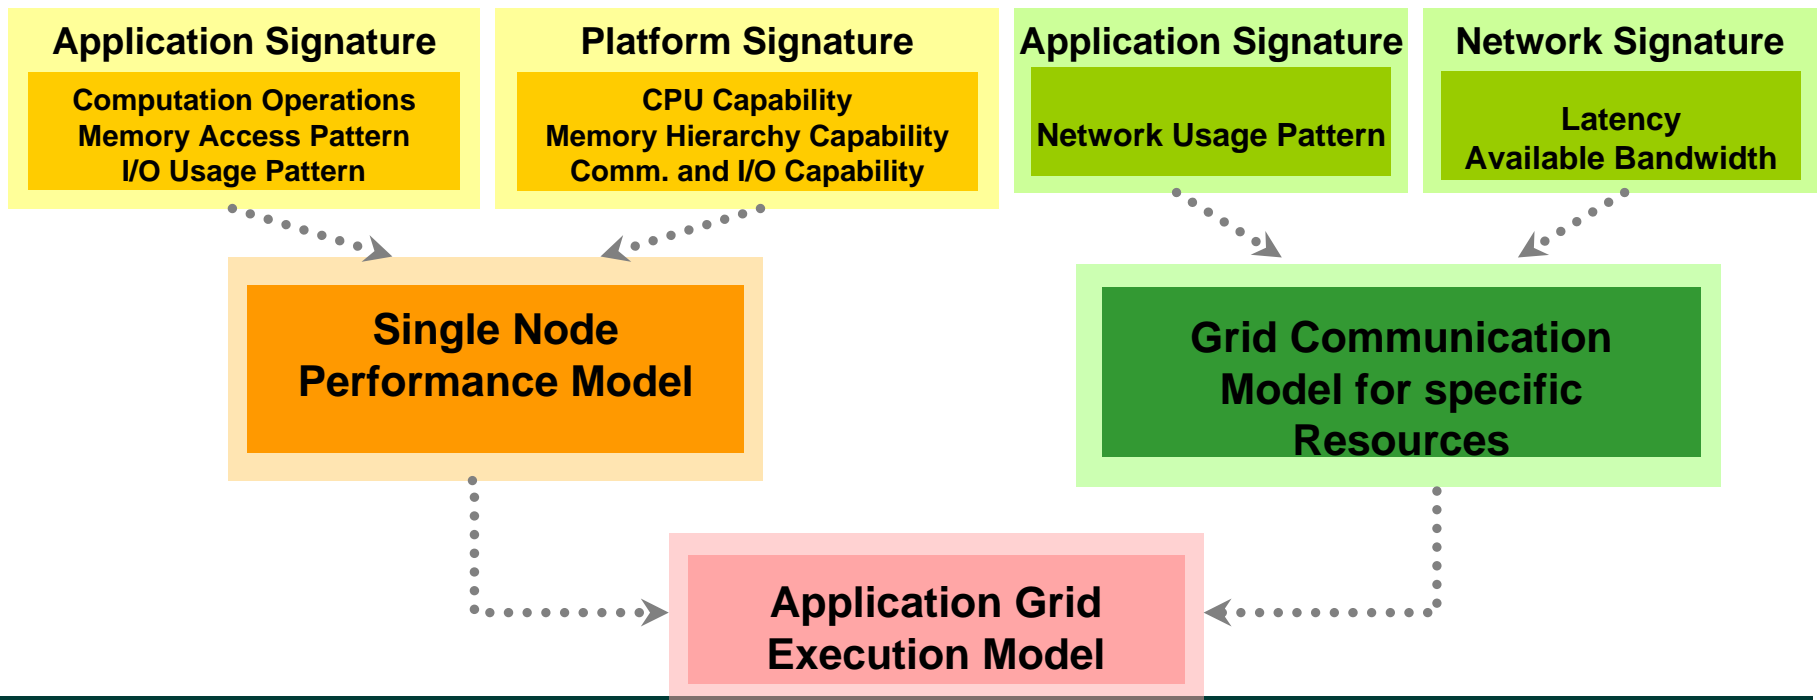 Application Signature
Computation Operations
Memory Access Pattern
I/O Usage Pattern
Platform Signature
CPU Capability
Memory Hierarchy Capability
Comm. and I/O Capability
Application Signature
Network Usage Pattern
Network Signature
Latency
Available Bandwidth
Single Node
Performance Model
Grid Communication
Model for specific
Resources
Application Grid
Execution Model